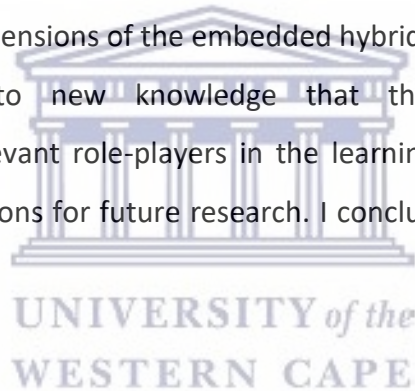 ensions of the embedded hybrid
to new knowledge that th
evant role-players in the learnin
ons for future research. I conclu
UNIVERSITY of the
WESTERN CAPE